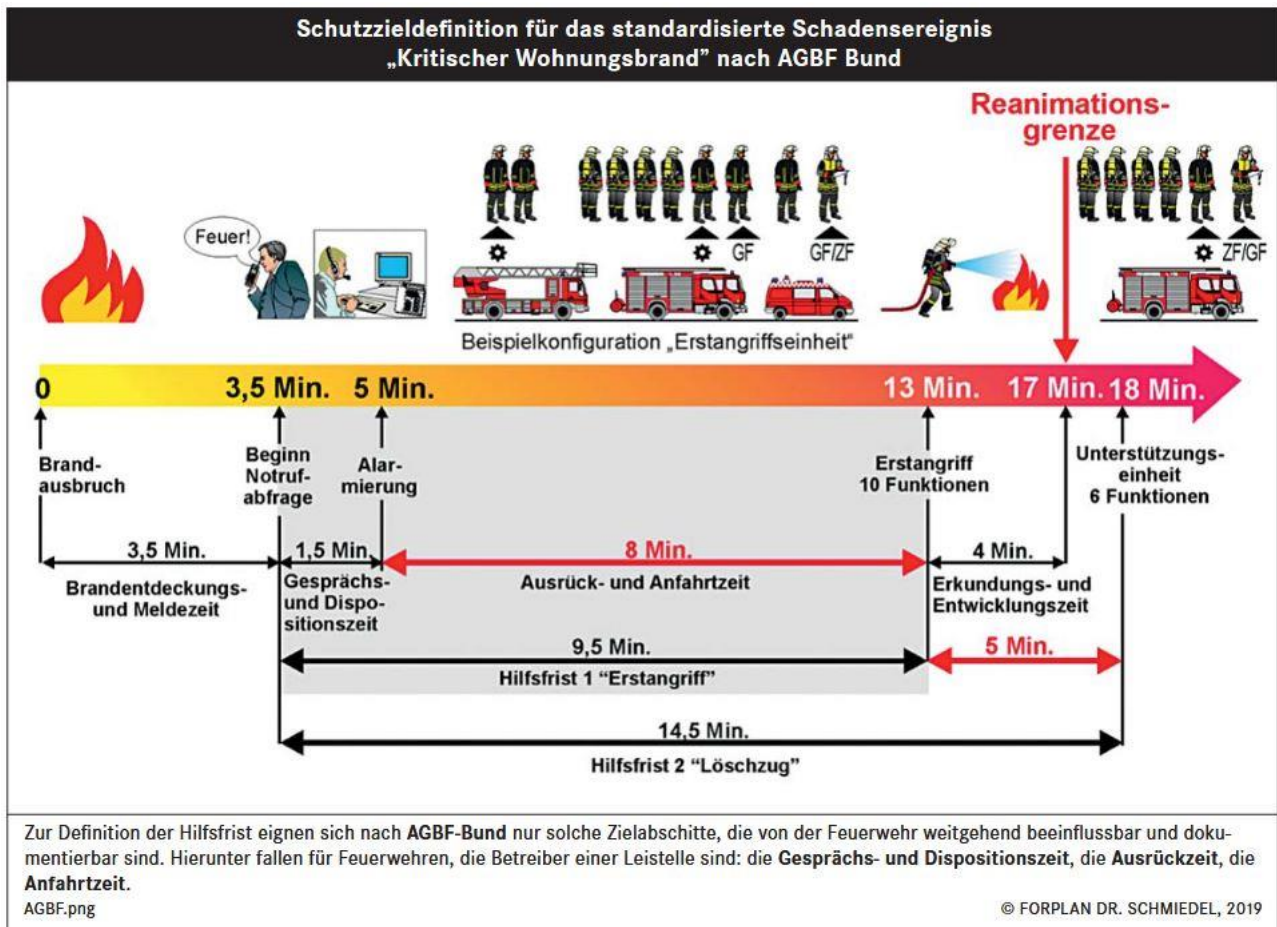 Schutzzieldefinition für das standardisierte Schadensereignis
„Kritischer Wohnungsbrand” nach AGBF Bund
Reanimations-
grenze
Feuer!
GF
GF/ZF
ZF/GF
Beispielkonfiguration „Erstangriffseinheit”
0
3,5 Min.
5 Min.
13 Min.
17 Min.
18 Min.
Brand-
ausbruch
Beginn
Notruf-
abfrage
Alar-
mierung
Erstangriff
10 Funktionen
Unterstützungs-
einheit
6 Funktionen
3,5 Min.
Brandentdeckungs-
und Meldezeit
1,5 Min.
Gesprächs-
und Dispo-
sitionszeit
8 Min.
Ausrück- und Anfahrtzeit
4 Min.
Erkundungs- und
Entwicklungszeit
9,5 Min.
Hilfsfrist 1 “Erstangriff”
5 Min.
14,5 Min.
Hilfsfrist 2 “Löschzug”
Zur Definition der Hilfsfrist eignen sich nach AGBF-Bund nur solche Zielabschitte, die von der Feuerwehr weitgehend beeinflussbar und doku-
mentierbar sind. Hierunter fallen für Feuerwehren, die Betreiber einer Leistelle sind: die Gesprächs- und Dispositionszeit, die Ausrückzeit, die
Anfahrtzeit.
AGBF.png
© FORPLAN DR. SCHMIEDEL, 2019